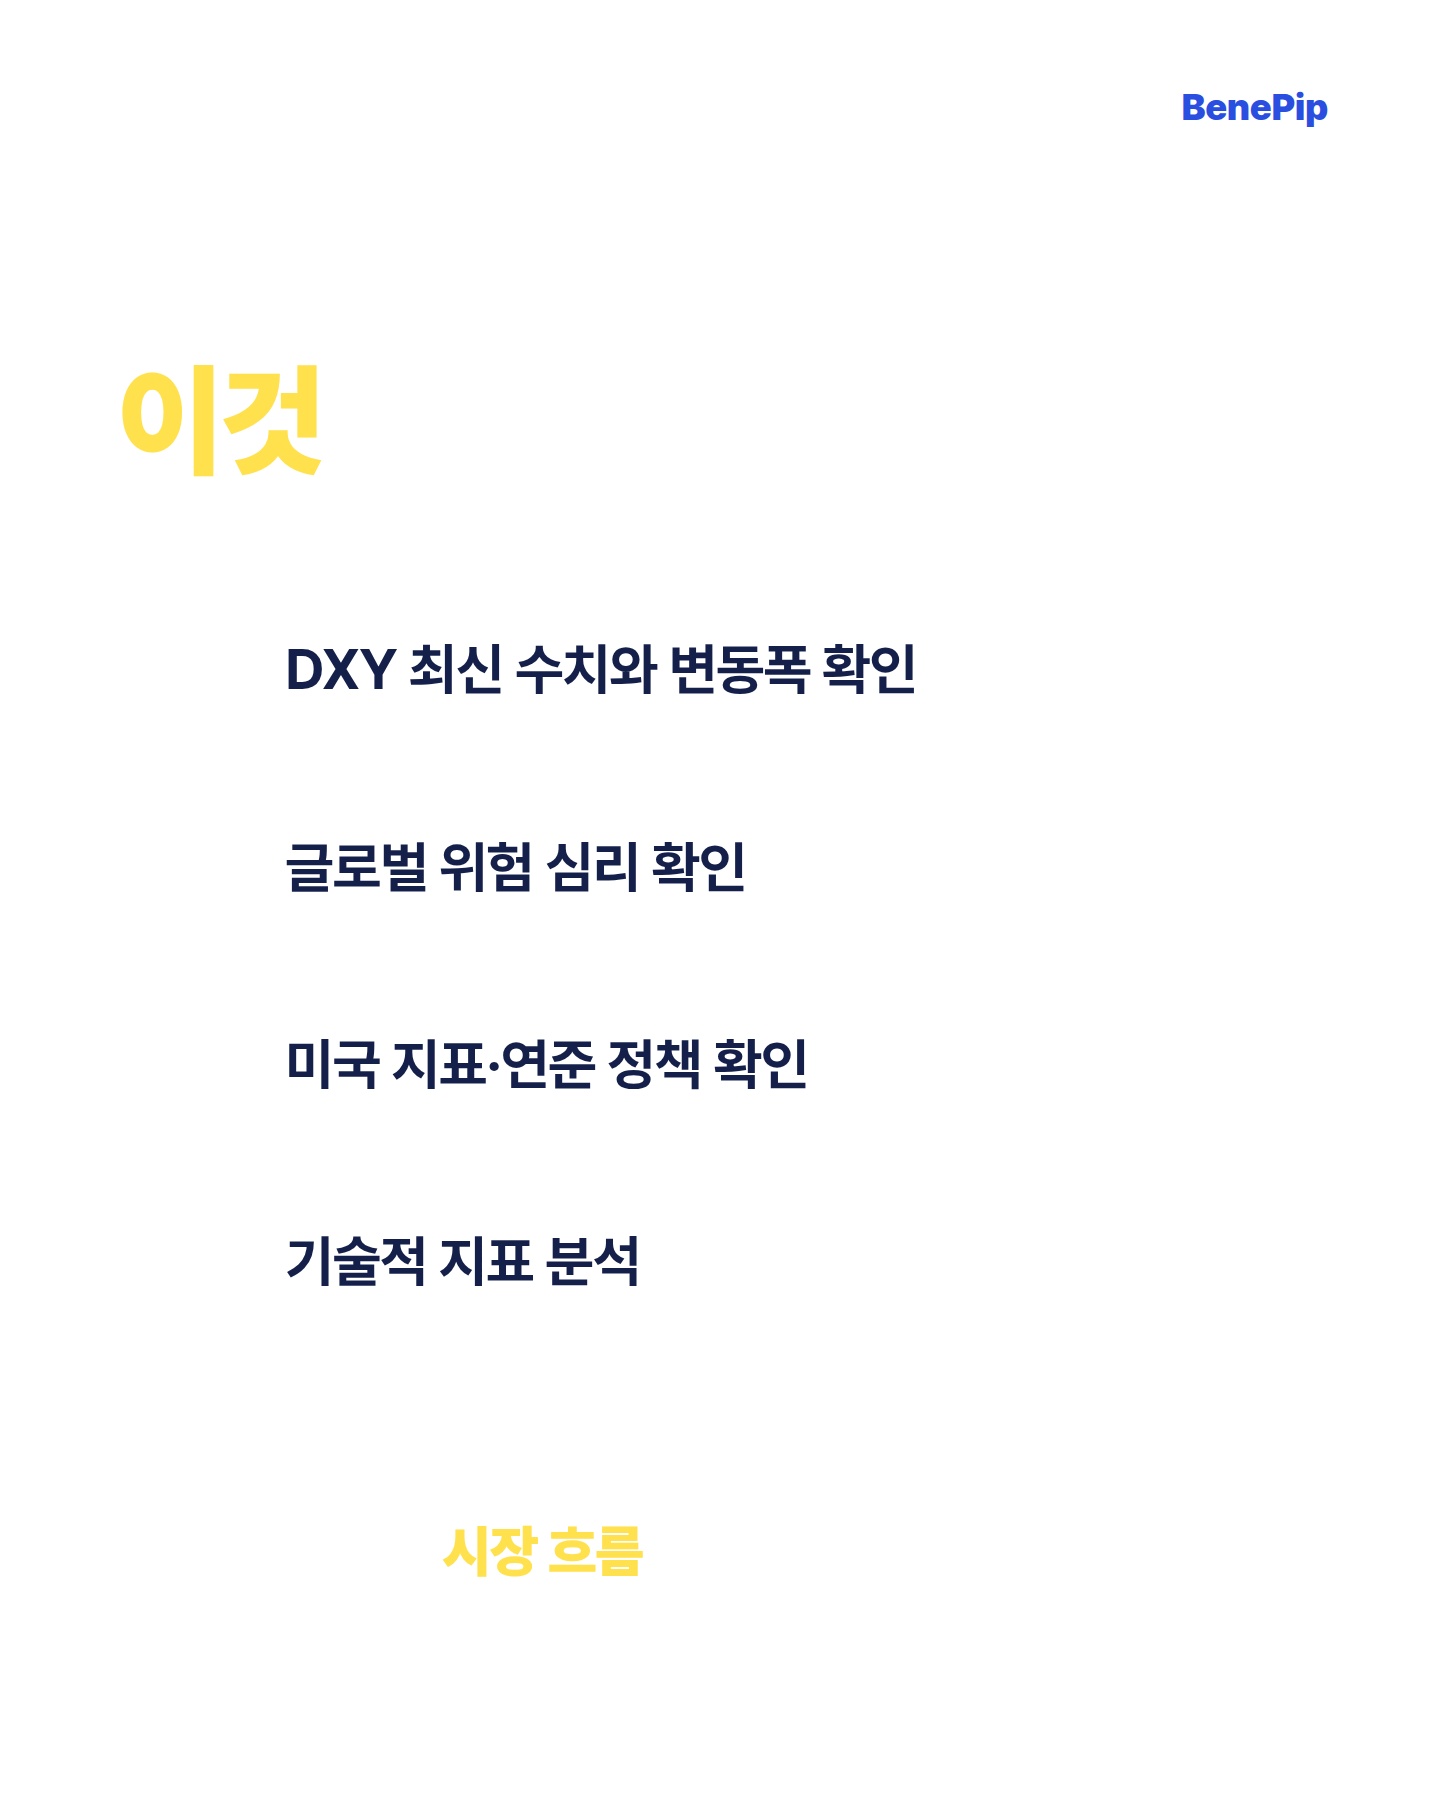 BenePip
이것
DXY 최신 수치와 변동폭 확인
글로벌 위험 심리 확인
미국 지표·연준 정책 확인
기술적 지표 분석
시장 흐름